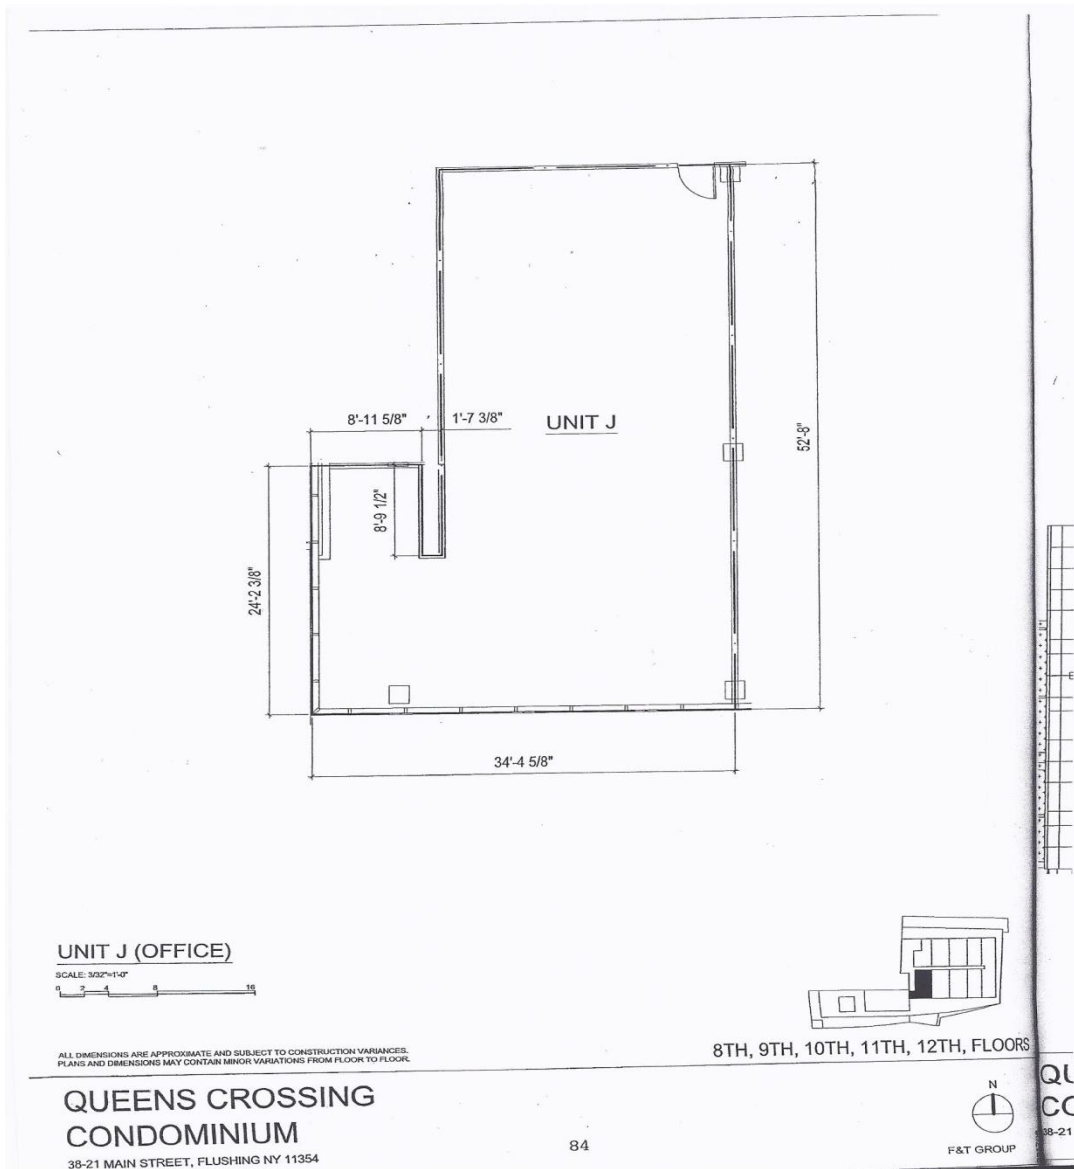 8'-11 5/8"
1'-7 3/8"
UNIT J
52'-8"
8'-9 1/2"
24'-2 3/8"
34'-4 5/8"
UNIT J (OFFICE)
SCALE: 3/32"=1'-0"
0 2 4 8 16
8TH, 9TH, 10TH, 11TH, 12TH, FLOORS
ALL DIMENSIONS ARE APPROXIMATE AND SUBJECT TO CONSTRUCTION VARIANCES.
PLANS AND DIMENSIONS MAY CONTAIN MINOR VARIATIONS FROM FLOOR TO FLOOR.
QUEENS CROSSING
CONDOMINIUM
38-21 MAIN STREET, FLUSHING NY 11354
84
N
F&T GROUP
QU
CO
38-21